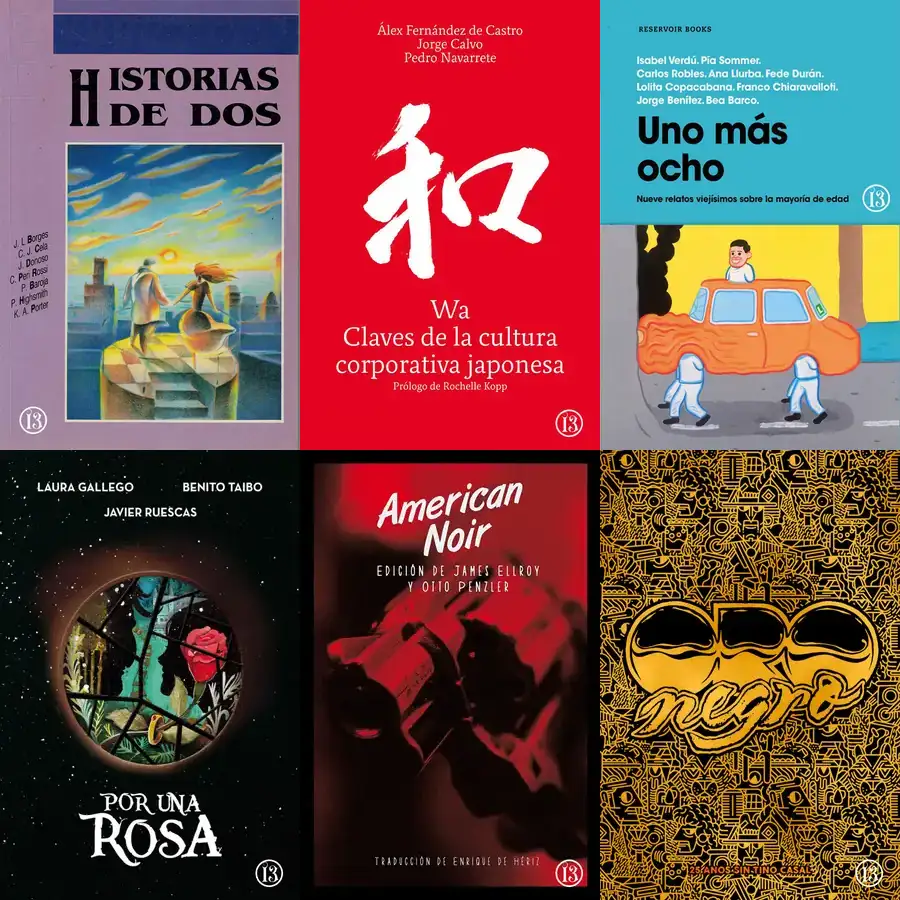 HISTORIAS
DE DOS
J. L. Borges
C. J. Cela
J. Donoso
C. Peri Rossi
P. Baroja
P. Highsmith
K. A. Porter
13
Álex Fernández de Castro
Jorge Calvo
Pedro Navarrete
和
Wa
Claves de la cultura
corporativa japonesa
Prólogo de Rochelle Kopp
13
RESERVOIR BOOKS
Isabel Verdú. Pía Sommer.
Carlos Robles. Ana Llurba. Fede Durán.
Lolita Copacabana. Franco Chiaravalloti.
Jorge Benítez. Bea Barco.
Uno más
ocho
Nueve relatos viejísimos sobre la mayoría de edad
13
L
LAURA GALLEGO
BENITO TAIBO
JAVIER RUESCAS
POR UNA
ROSA
13
American
Noir
EDICIÓN DE JAMES ELLROY
Y OTTO PENZLER
TRADUCCIÓN DE ENRIQUE DE HÉRIZ
13
ORO
negro
25 AÑOS SIN TINO CASAL
13